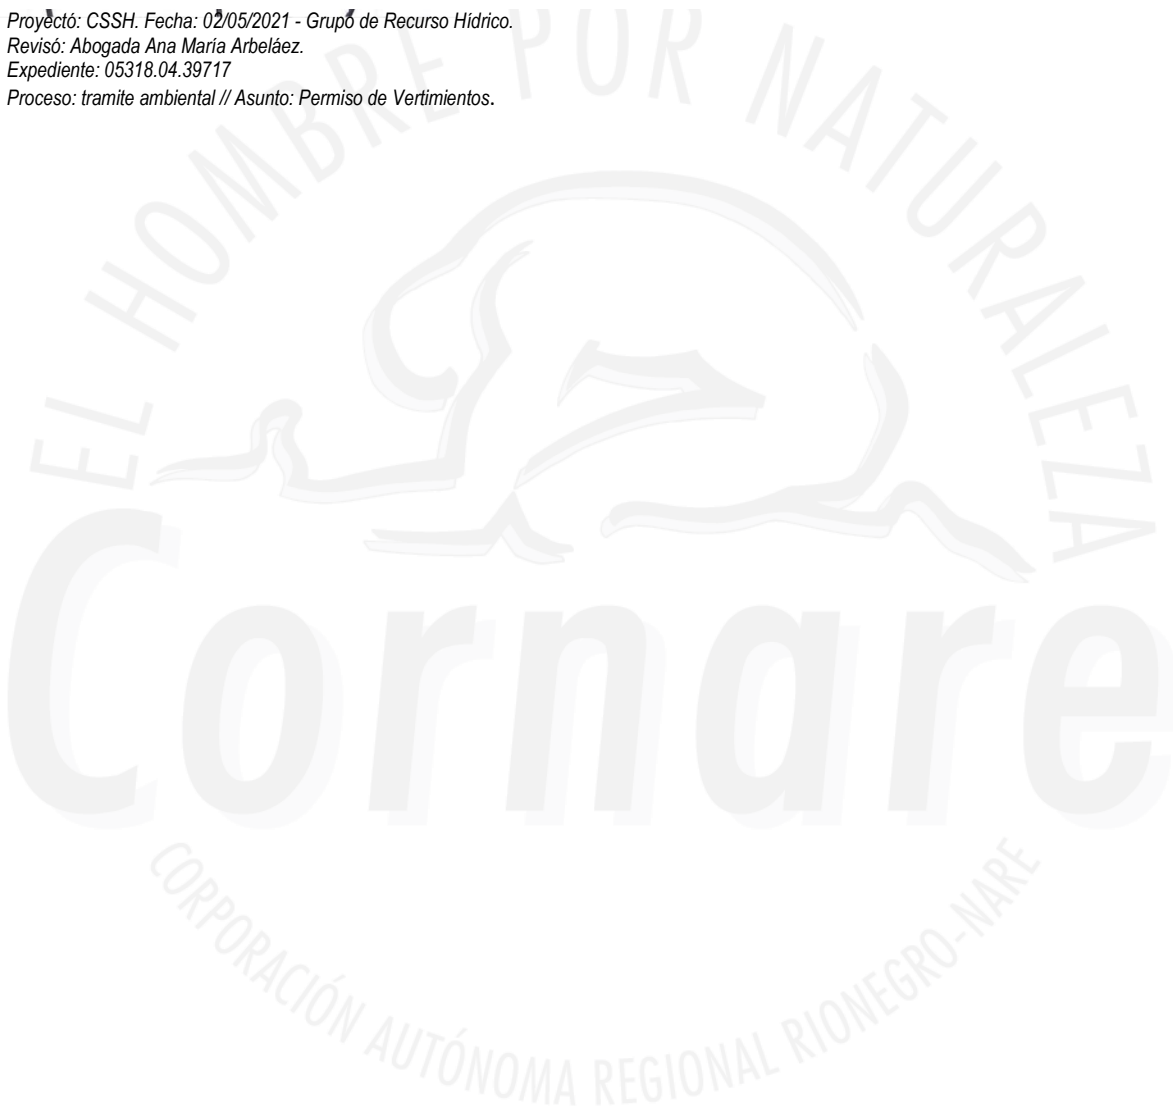 Proyectó: CSSH. Fecha: 02/05/2021 - Grupo de Recurso Hídrico.
Revisó: Abogada Ana María Arbeláez.
Expediente: 05318.04.39717
Proceso: tramite ambiental // Asunto: Permiso de Vertimientos.
EL HOMBRE POR NATURALEZA
Cornare
CORPORACIÓN AUTÓNOMA REGIONAL RIONEGRO-NARE